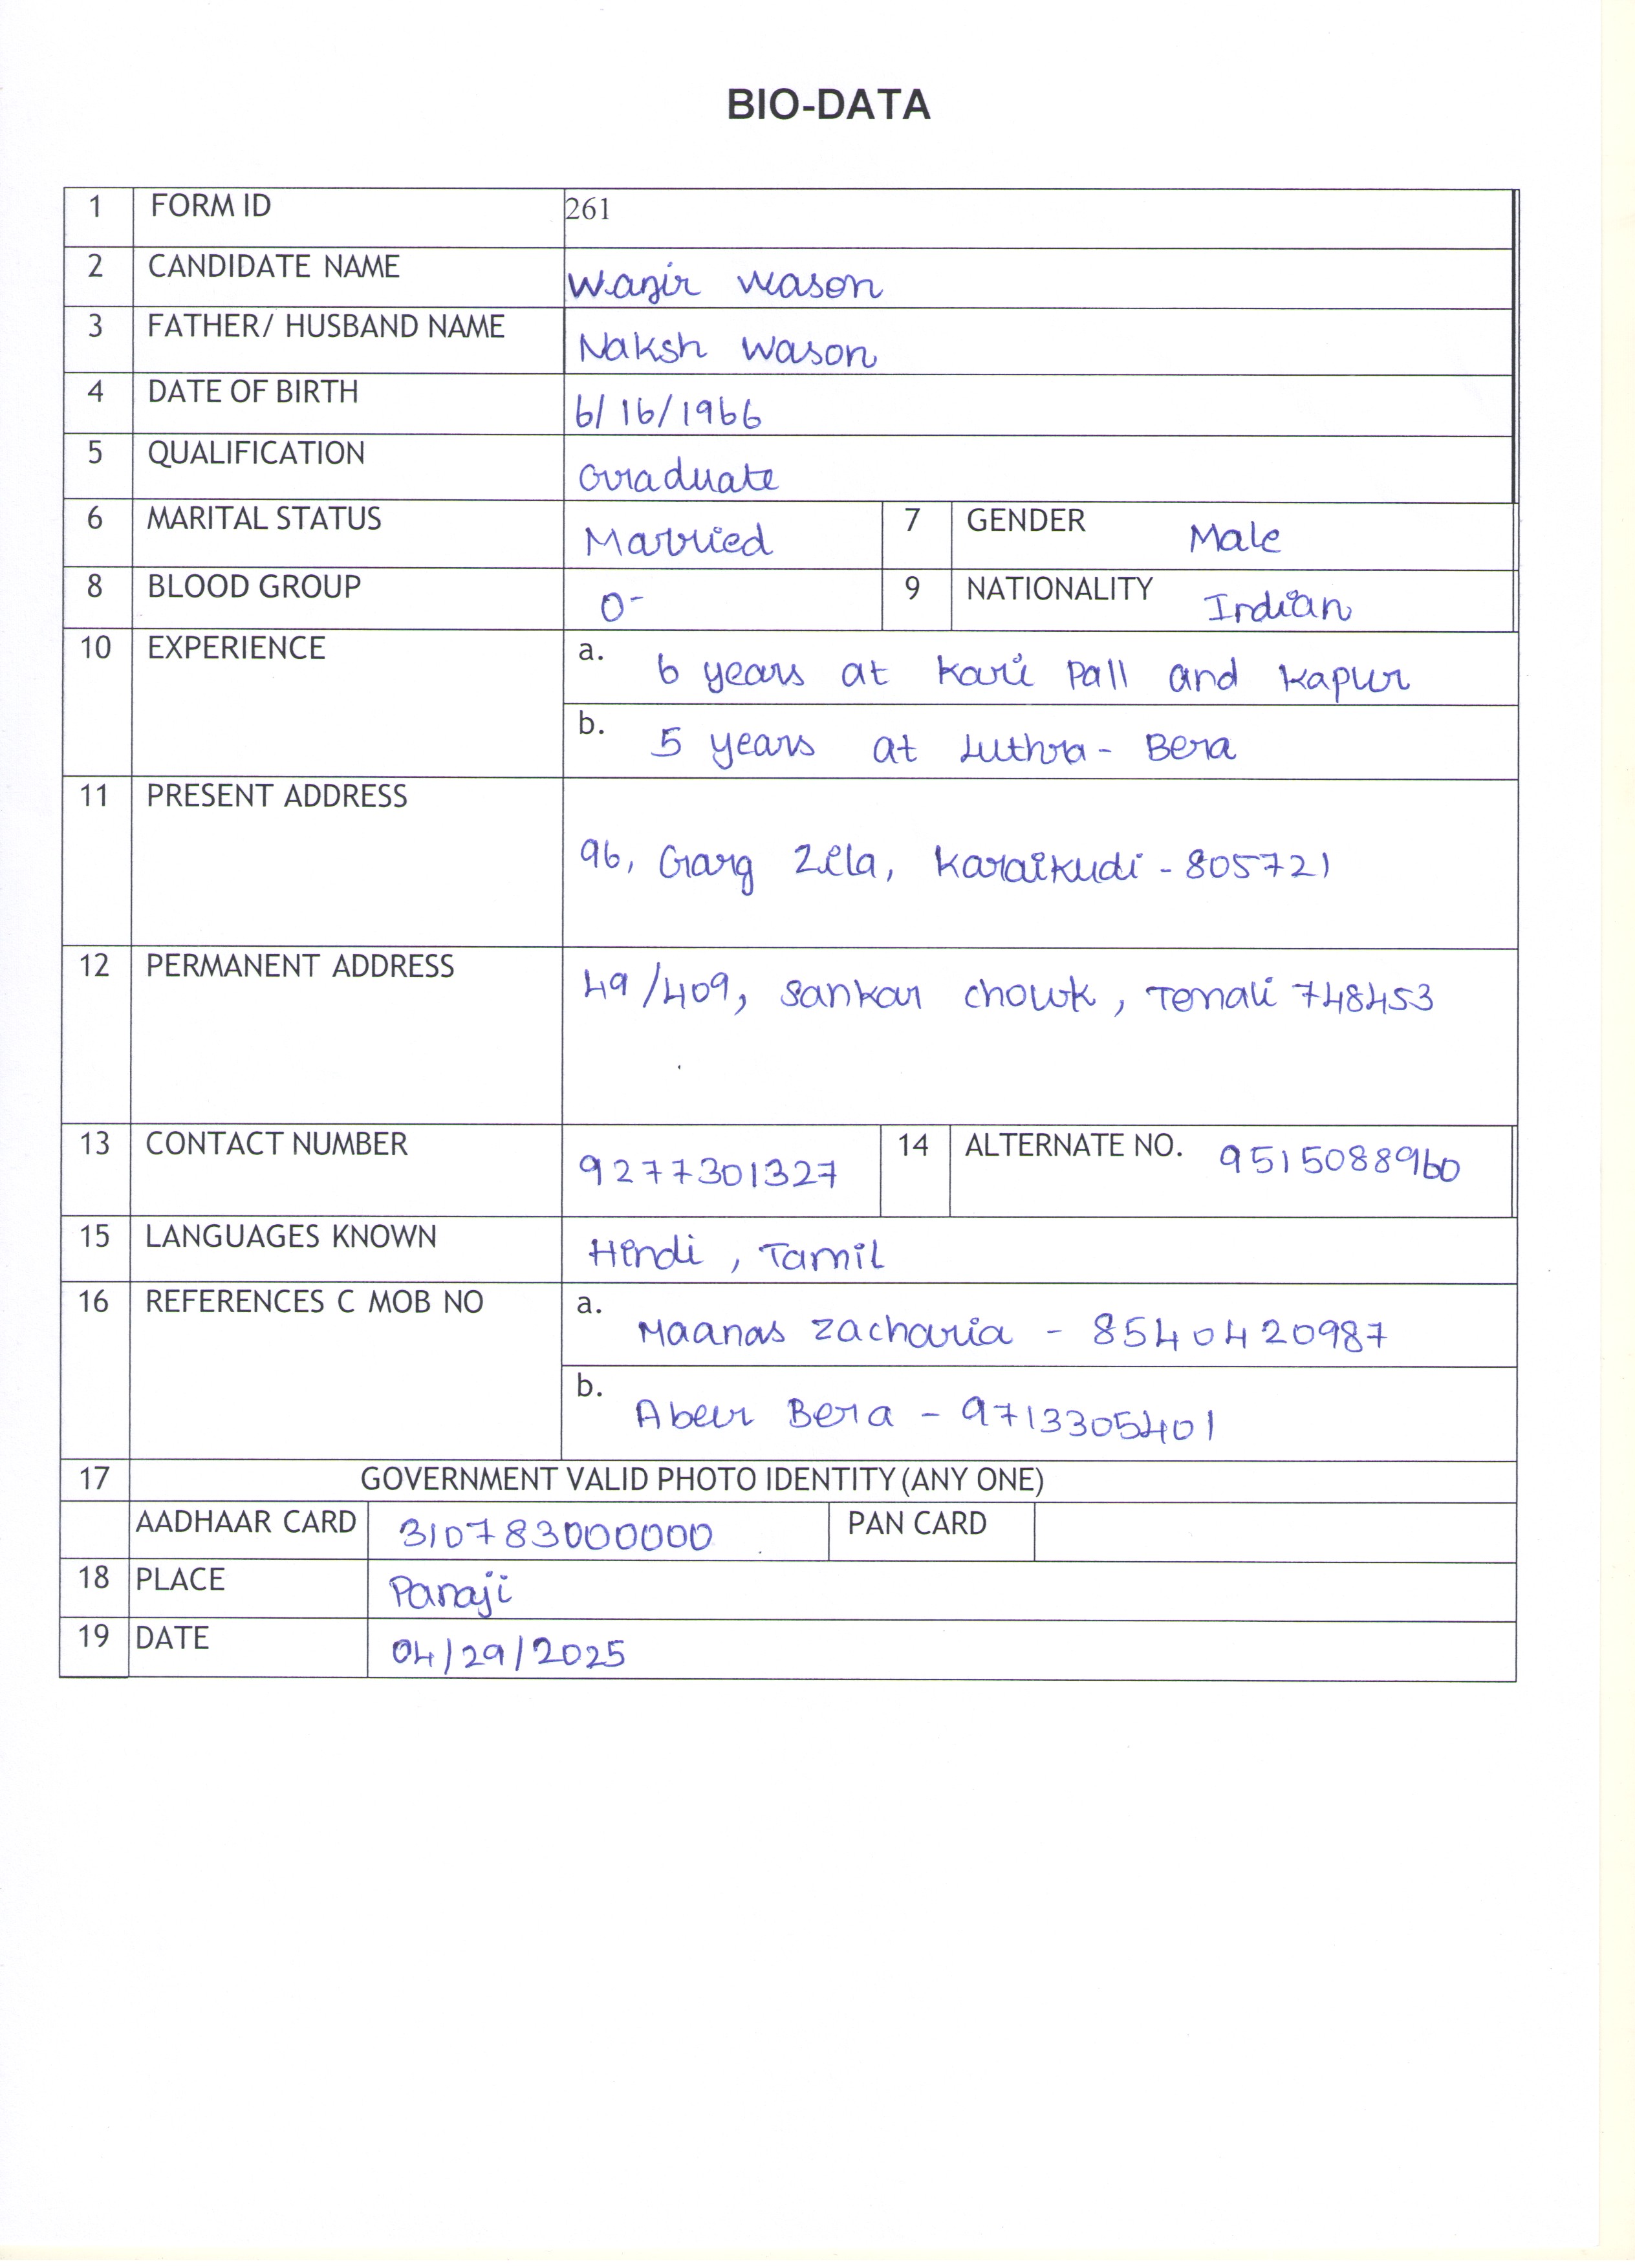 BIO-DATA
1 FORM ID 261
2 CANDIDATE NAME Wazir Wason
3 FATHER/ HUSBAND NAME Naksh Wason
4 DATE OF BIRTH 6/16/1966
5 QUALIFICATION Graduate
6 MARITAL STATUS Married 7 GENDER Male
8 BLOOD GROUP O- 9 NATIONALITY Indian
10 EXPERIENCE a. 6 years at Kari Pall and Kapur
b. 5 years at Luthra - Bera
11 PRESENT ADDRESS
96, Garg Zila, Karaikudi - 805721
12 PERMANENT ADDRESS 49/409, Sankar Chowk, Tenali 748453
13 CONTACT NUMBER 9277301327 14 ALTERNATE NO. 9515088960
15 LANGUAGES KNOWN Hindi, Tamil
16 REFERENCES C MOB NO a. Maanas Zacharia - 8540420987
b. Abeer Bera - 9713305401
17 GOVERNMENT VALID PHOTO IDENTITY (ANY ONE)
AADHAAR CARD 310783000000 PAN CARD
18 PLACE Panaji
19 DATE 04/29/2025